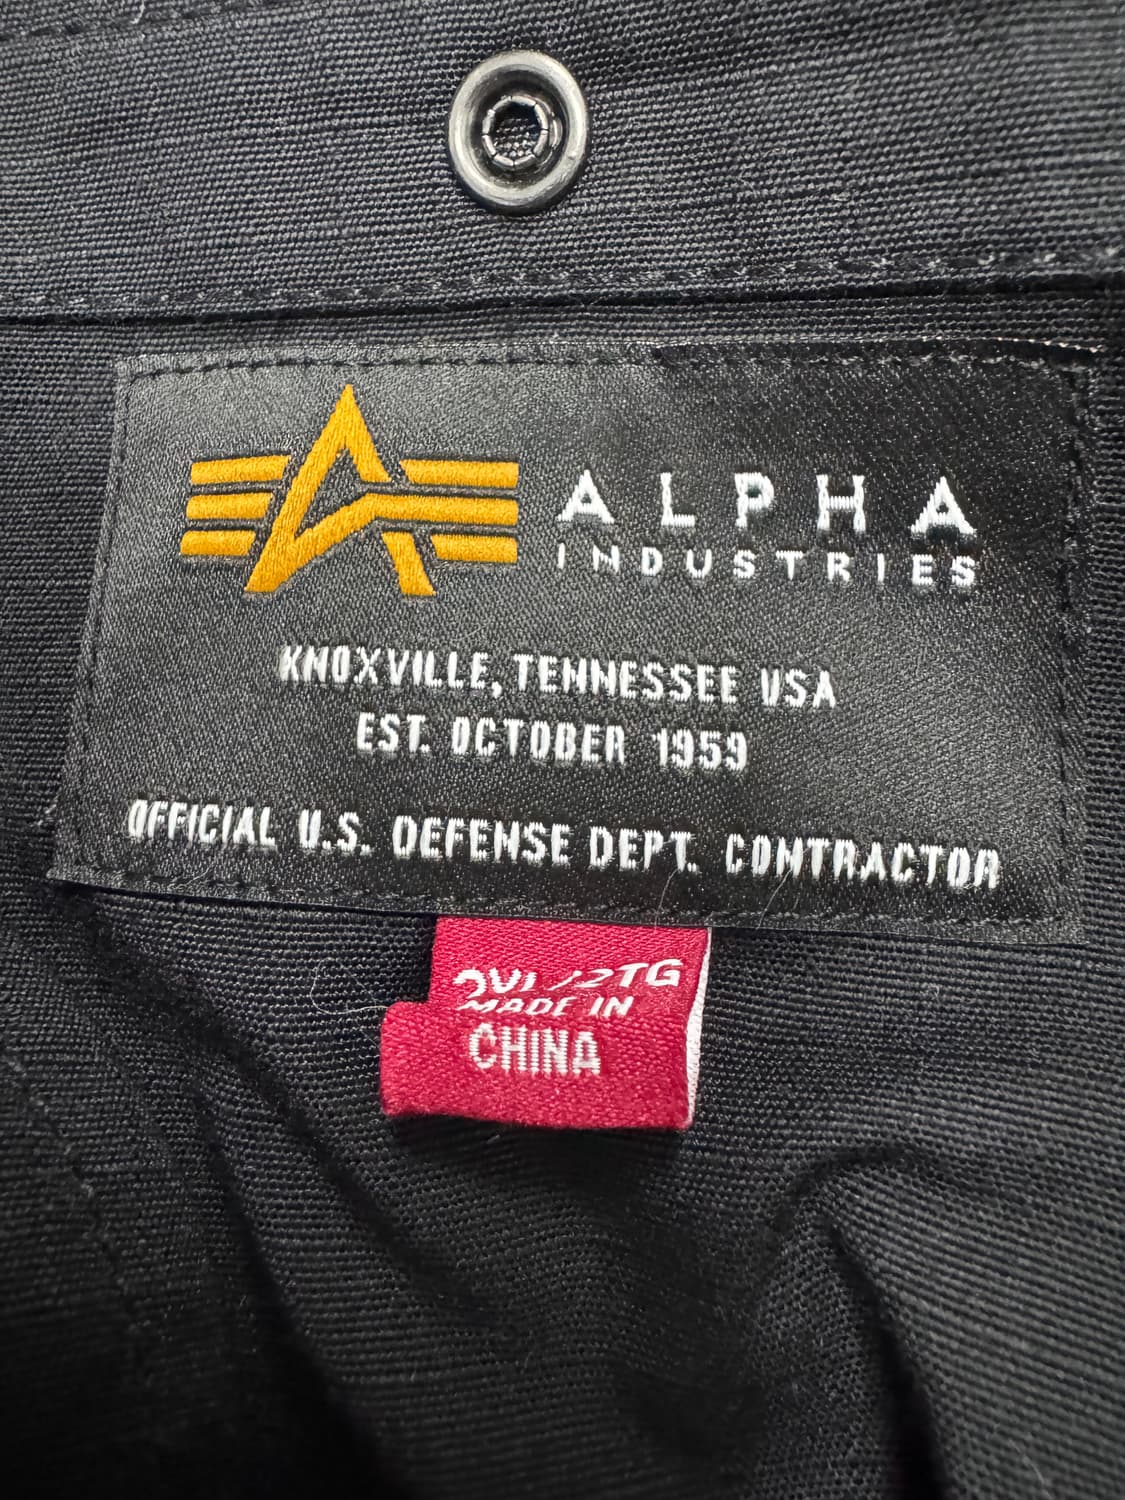 ALPHA
INDUSTRIES
KNOXVILLE, TENNESSEE USA
EST. OCTOBER 1959
OFFICIAL U.S. DEFENSE DEPT. CONTRACTOR
MADE IN
CHINA